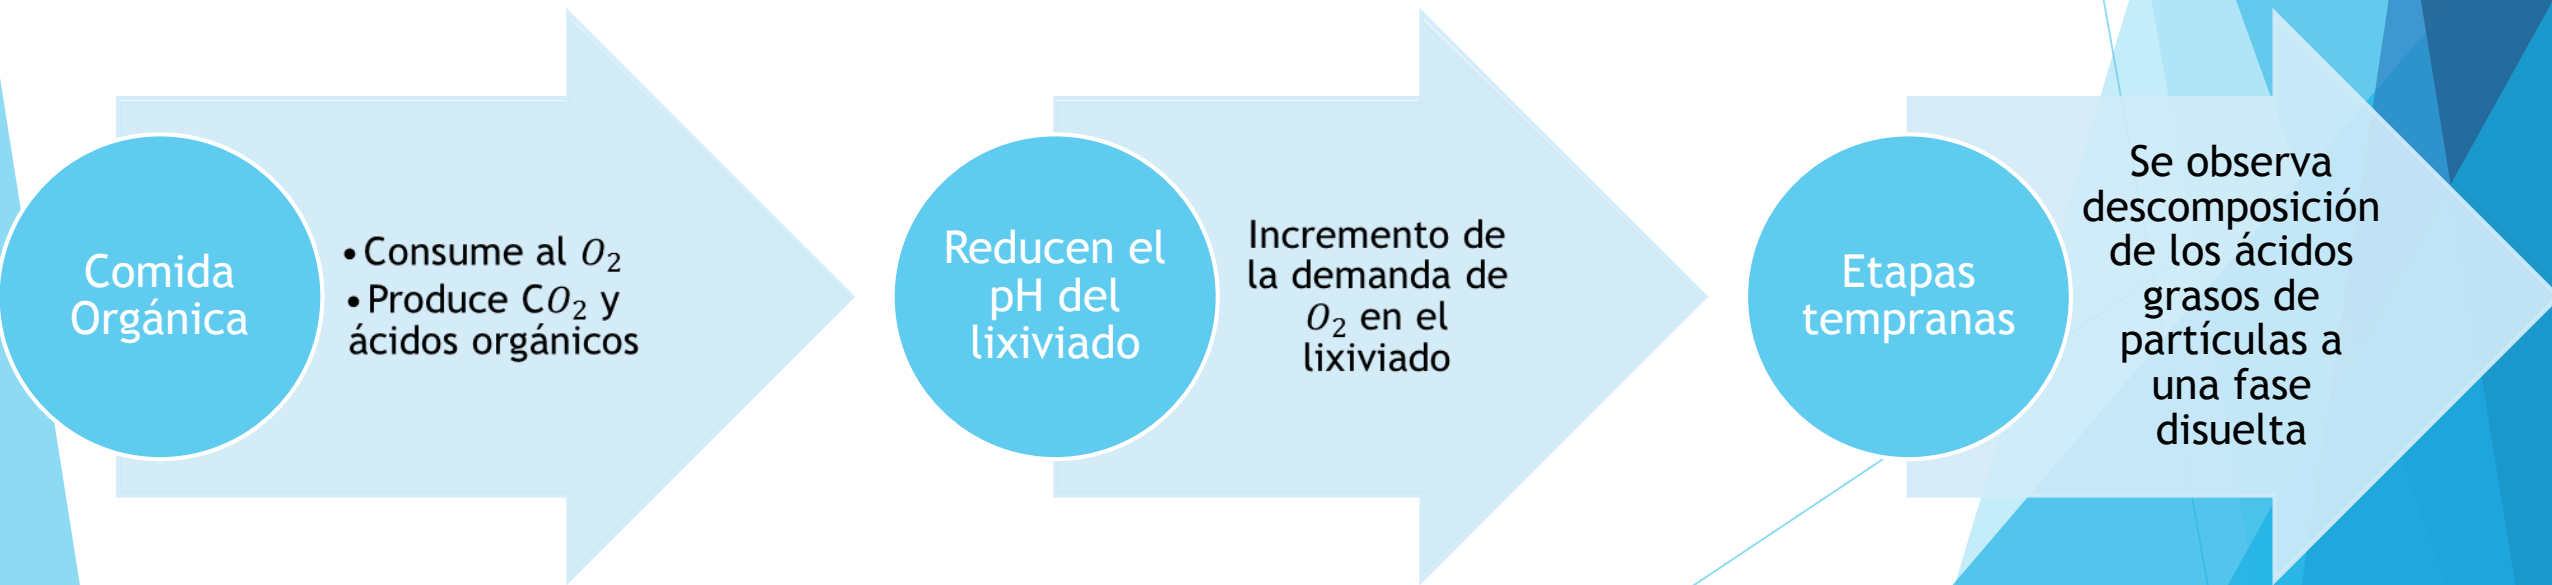 Comida
Orgánica
• Consume al O₂
• Produce CO₂ y
ácidos orgánicos
Reducen el
pH del
lixiviado
Incremento de
la demanda de
O₂ en el
lixiviado
Etapas
tempranas
Se observa
descomposición
de los ácidos
grasos de
partículas a
una fase
disuelta